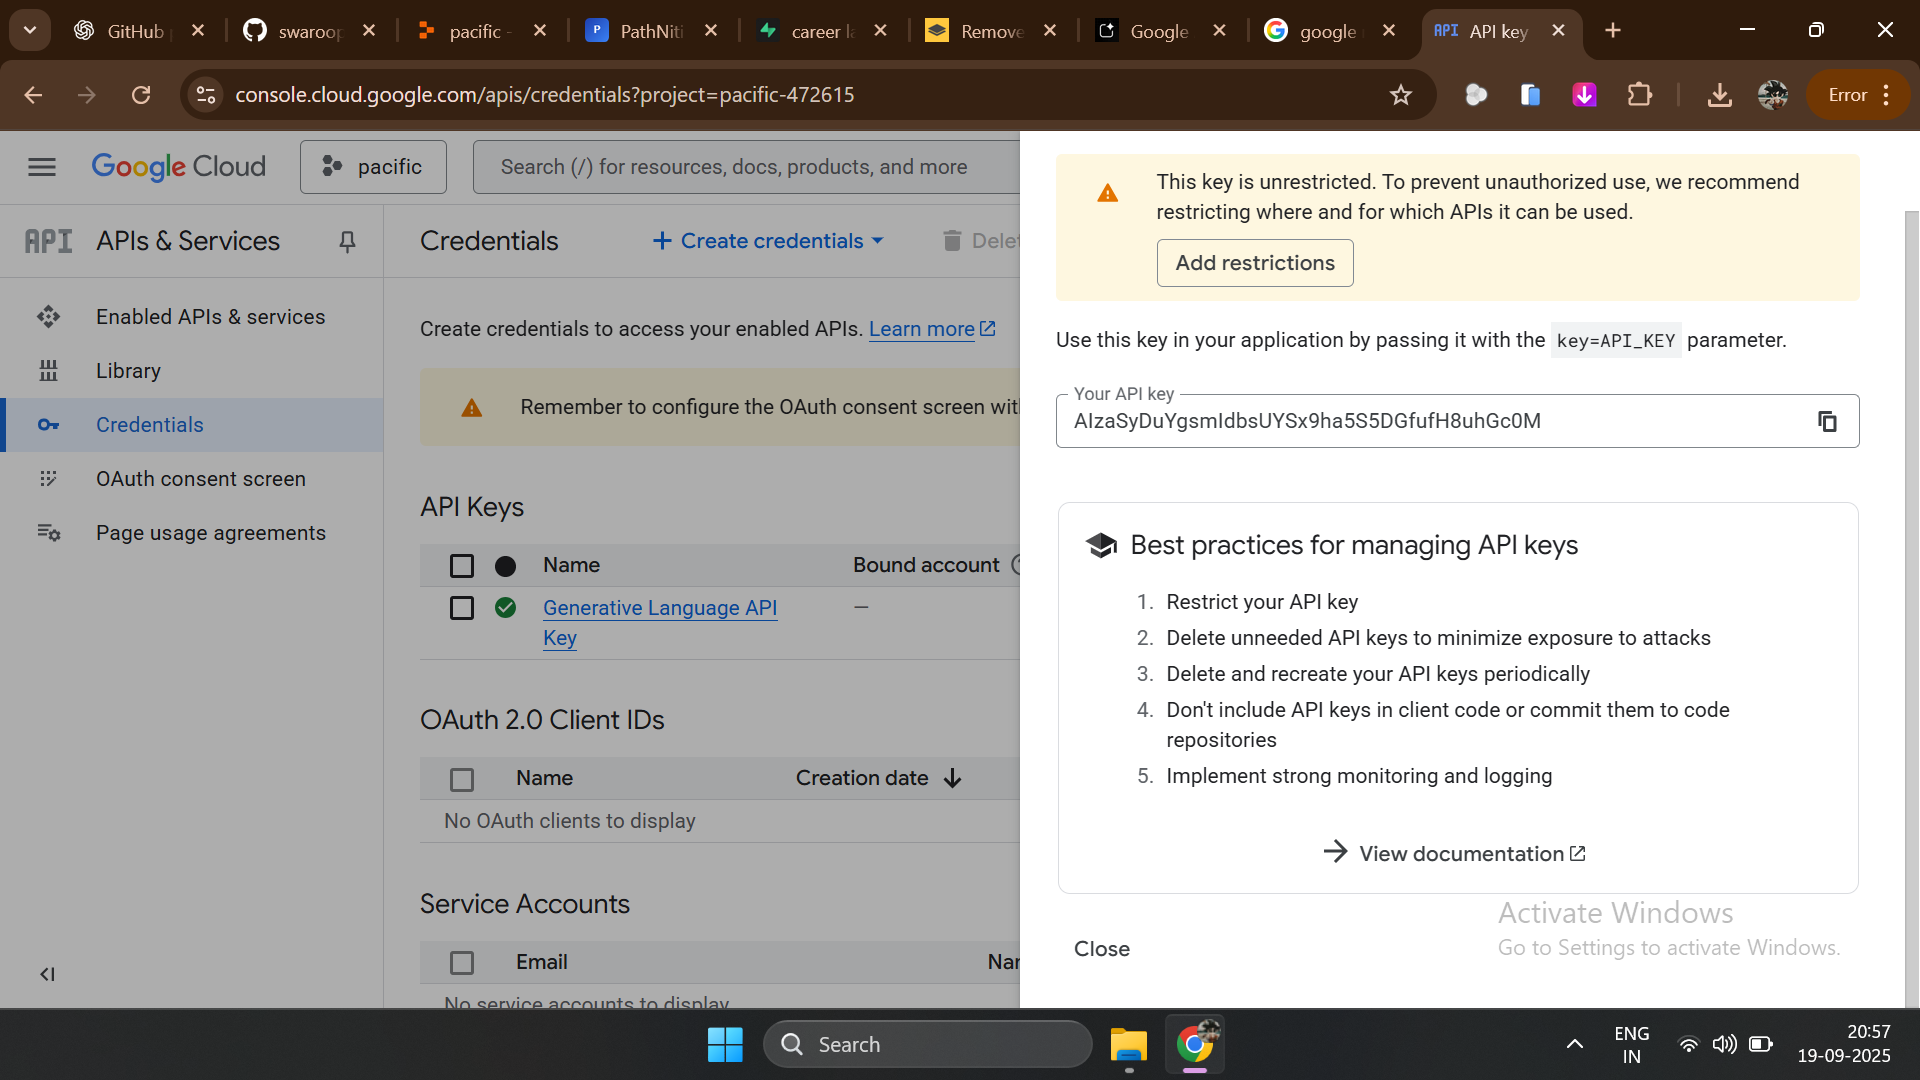 GitHub
swaroop
pacific -
PathNiti
career la
Remove
Google
google
API
API key
console.cloud.google.com/apis/credentials?project=pacific-472615
Error
Google Cloud
pacific
Search (/) for resources, docs, products, and more
API
APIs & Services
Enabled APIs & services
Library
Credentials
OAuth consent screen
Page usage agreements
Credentials
Create credentials
Delet
Create credentials to access your enabled APIs. Learn more
Remember to configure the OAuth consent screen wit
API Keys
Name
Bound account
Generative Language API
Key
—
OAuth 2.0 Client IDs
Name
Creation date
No OAuth clients to display
Service Accounts
Email
Nar
No service accounts to display
This key is unrestricted. To prevent unauthorized use, we recommend
restricting where and for which APIs it can be used.
Add restrictions
Use this key in your application by passing it with the key=API_KEY parameter.
Your API key
AIzaSyDuYgsmIdbsUYSx9ha5S5DGfufH8uhGc0M
Best practices for managing API keys
1. Restrict your API key
2. Delete unneeded API keys to minimize exposure to attacks
3. Delete and recreate your API keys periodically
4. Don't include API keys in client code or commit them to code
repositories
5. Implement strong monitoring and logging
View documentation
Close
Activate Windows
Go to Settings to activate Windows.
Search
ENG
IN
20:57
19-09-2025